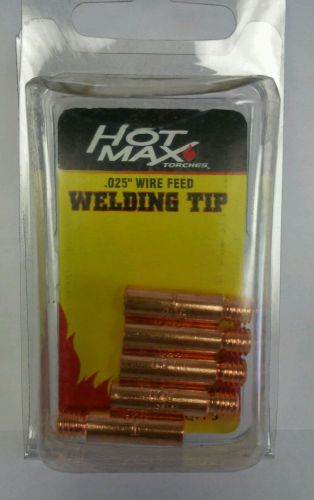 HOT
MAX
TORCHES
.025" WIRE FEED
WELDING TIP